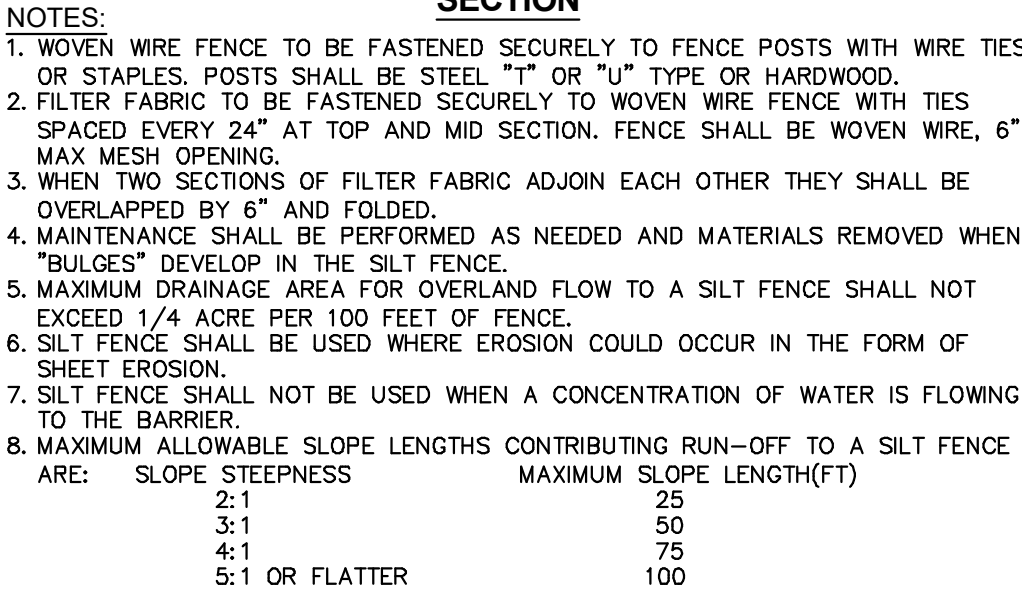 SECTION
NOTES:
1. WOVEN WIRE FENCE TO BE FASTENED SECURELY TO FENCE POSTS WITH WIRE TIES
OR STAPLES. POSTS SHALL BE STEEL "T" OR "U" TYPE OR HARDWOOD.
2. FILTER FABRIC TO BE FASTENED SECURELY TO WOVEN WIRE FENCE WITH TIES
SPACED EVERY 24" AT TOP AND MID SECTION. FENCE SHALL BE WOVEN WIRE, 6"
MAX MESH OPENING.
3. WHEN TWO SECTIONS OF FILTER FABRIC ADJOIN EACH OTHER THEY SHALL BE
OVERLAPPED BY 6" AND FOLDED.
4. MAINTENANCE SHALL BE PERFORMED AS NEEDED AND MATERIALS REMOVED WHEN
"BULGES" DEVELOP IN THE SILT FENCE.
5. MAXIMUM DRAINAGE AREA FOR OVERLAND FLOW TO A SILT FENCE SHALL NOT
EXCEED 1/4 ACRE PER 100 FEET OF FENCE.
6. SILT FENCE SHALL BE USED WHERE EROSION COULD OCCUR IN THE FORM OF
SHEET EROSION.
7. SILT FENCE SHALL NOT BE USED WHEN A CONCENTRATION OF WATER IS FLOWING
TO THE BARRIER.
8. MAXIMUM ALLOWABLE SLOPE LENGTHS CONTRIBUTING RUN-OFF TO A SILT FENCE
ARE: SLOPE STEEPNESS MAXIMUM SLOPE LENGTH(FT)
2:1 25
3:1 50
4:1 75
5:1 OR FLATTER 100